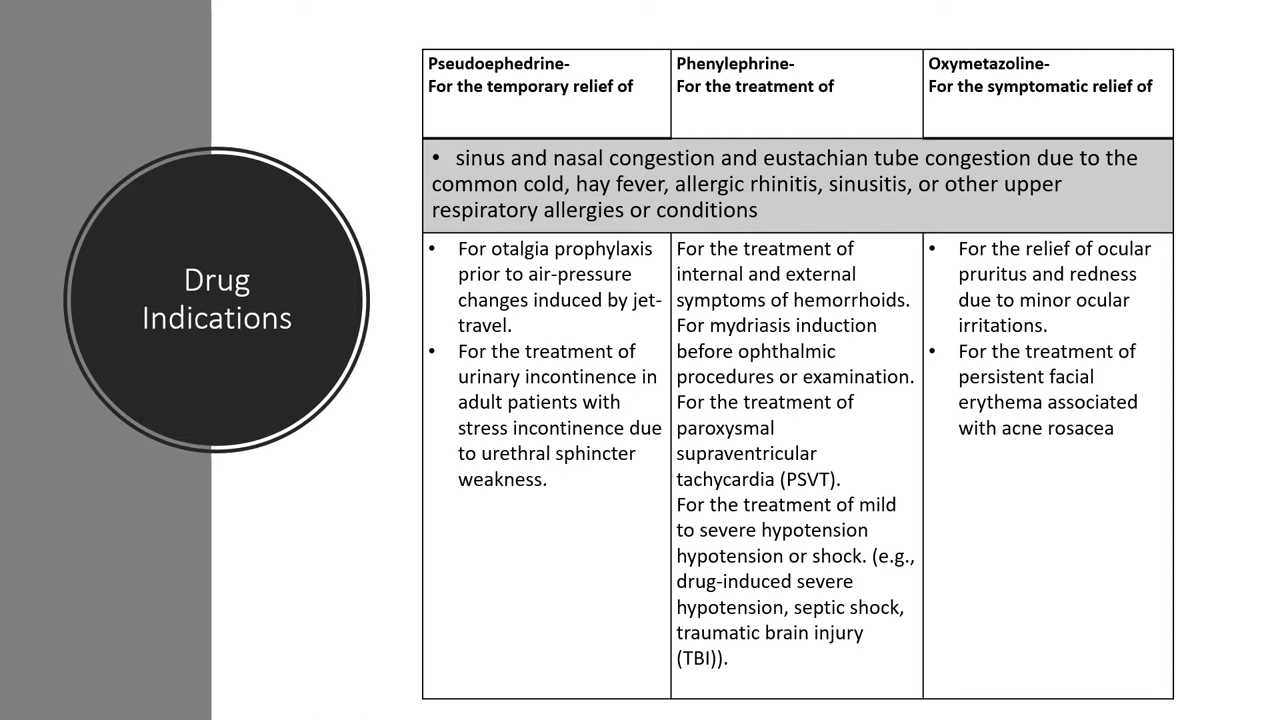 Drug
Indications
Pseudoephedrine-
For the temporary relief of
Phenylephrine-
For the treatment of
Oxymetazoline-
For the symptomatic relief of
• sinus and nasal congestion and eustachian tube congestion due to the
common cold, hay fever, allergic rhinitis, sinusitis, or other upper
respiratory allergies or conditions
• For otalgia prophylaxis
prior to air-pressure
changes induced by jet-
travel.
• For the treatment of
urinary incontinence in
adult patients with
stress incontinence due
to urethral sphincter
weakness.
For the treatment of
internal and external
symptoms of hemorrhoids.
For mydriasis induction
before ophthalmic
procedures or examination.
For the treatment of
paroxysmal
supraventricular
tachycardia (PSVT).
For the treatment of mild
to severe hypotension
hypotension or shock. (e.g.,
drug-induced severe
hypotension, septic shock,
traumatic brain injury
(TBI)).
• For the relief of ocular
pruritus and redness
due to minor ocular
irritations.
• For the treatment of
persistent facial
erythema associated
with acne rosacea